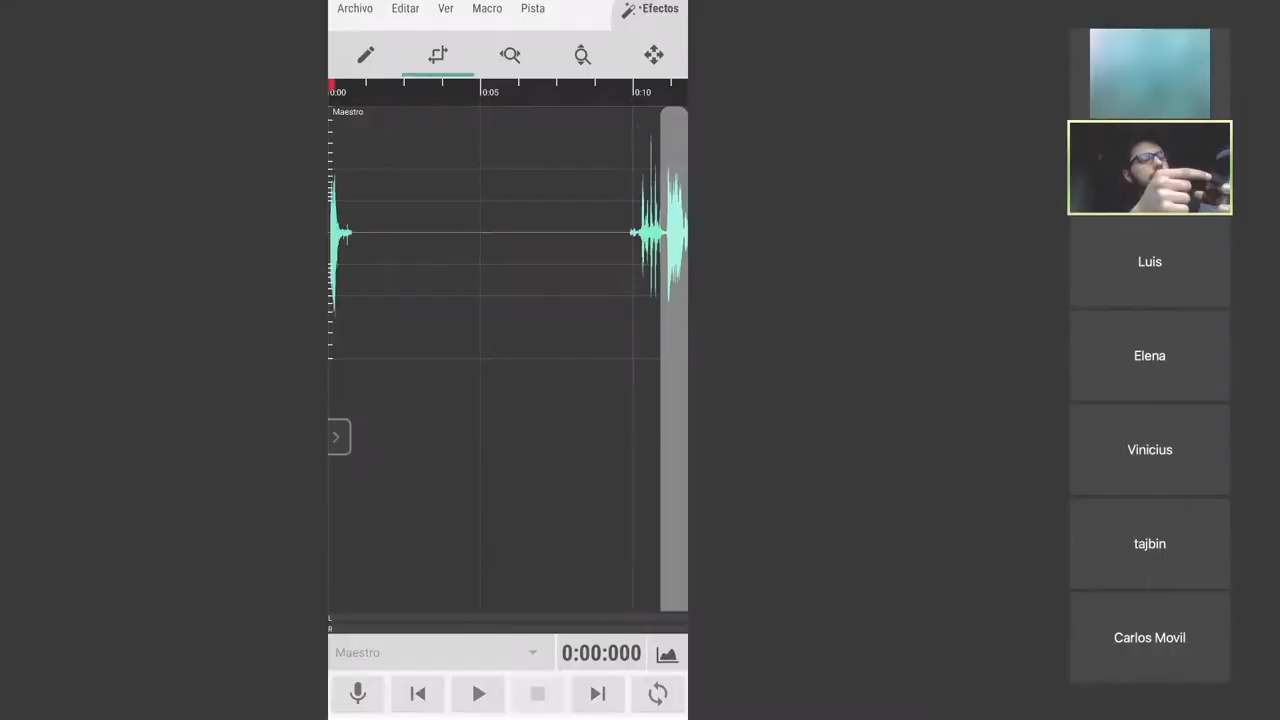 Archivo Editar Ver Macro Pista Efectos
0:00 0:05 0:10
Maestro
L
R
Maestro 0:00:000
Luis
Elena
Vinicius
tajbin
Carlos Movil